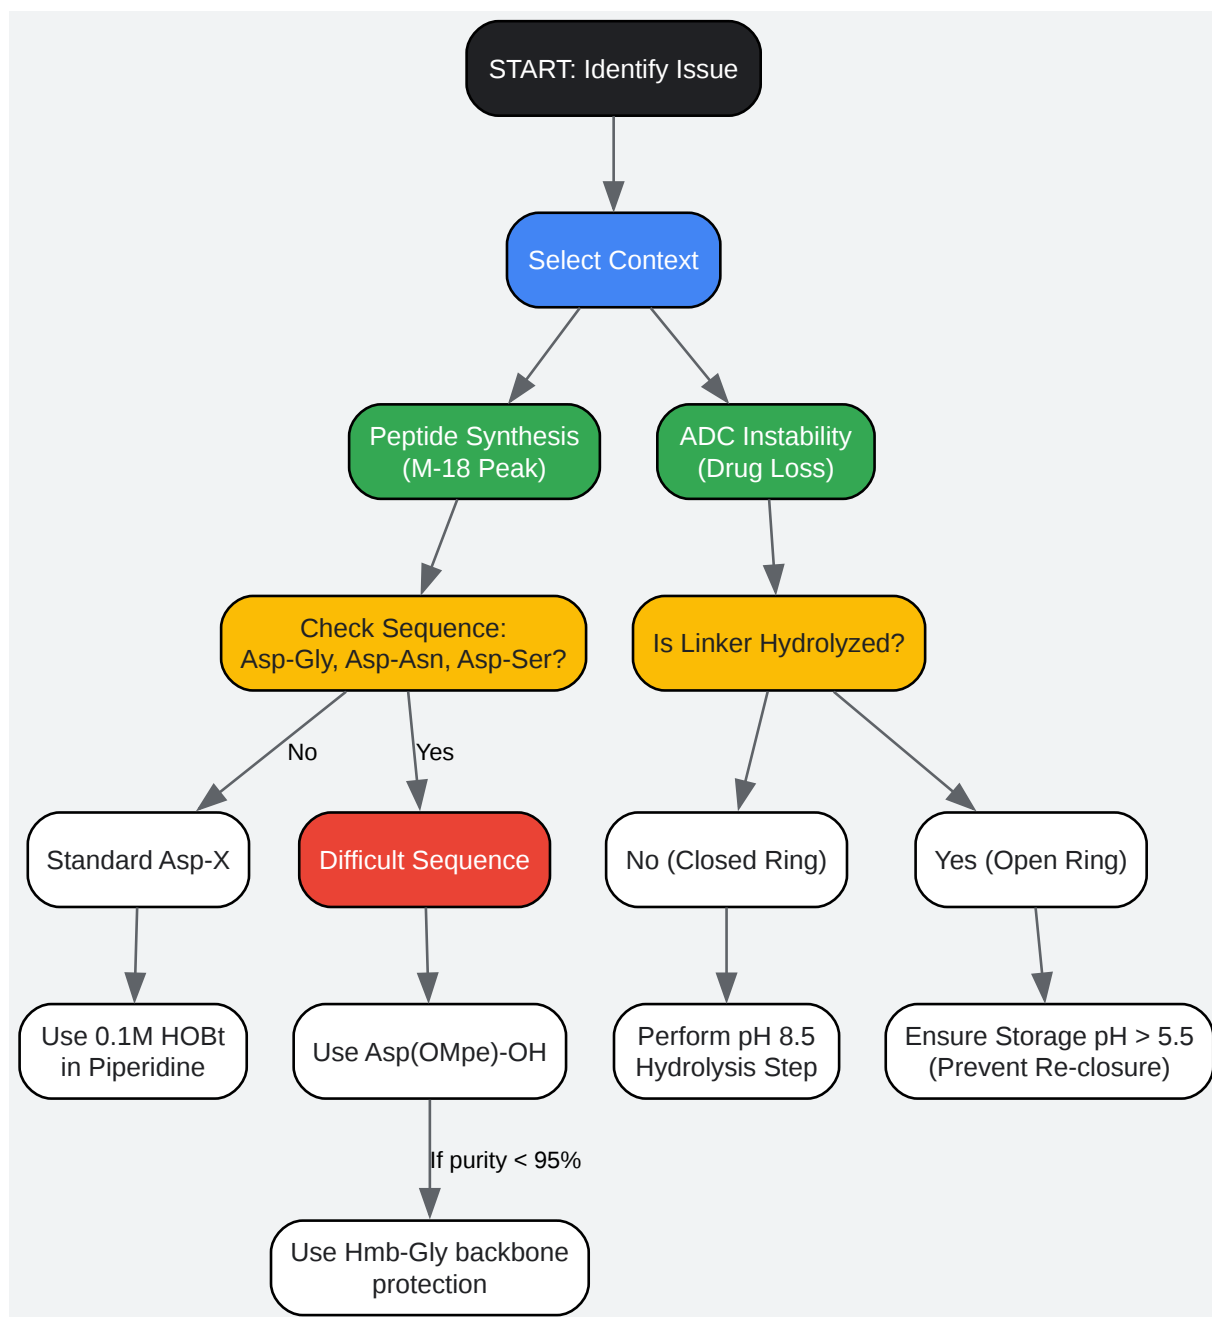 START: Identify Issue
Select Context
Peptide Synthesis
(M-18 Peak)
ADC Instability
(Drug Loss)
Check Sequence:
Asp-Gly, Asp-Asn, Asp-Ser?
Is Linker Hydrolyzed?
No
Yes
Standard Asp-X
Difficult Sequence
No (Closed Ring)
Yes (Open Ring)
Use 0.1M HOBt
in Piperidine
Use Asp(OMpe)-OH
Perform pH 8.5
Hydrolysis Step
Ensure Storage pH > 5.5
(Prevent Re-closure)
If purity < 95%
Use Hmb-Gly backbone
protection